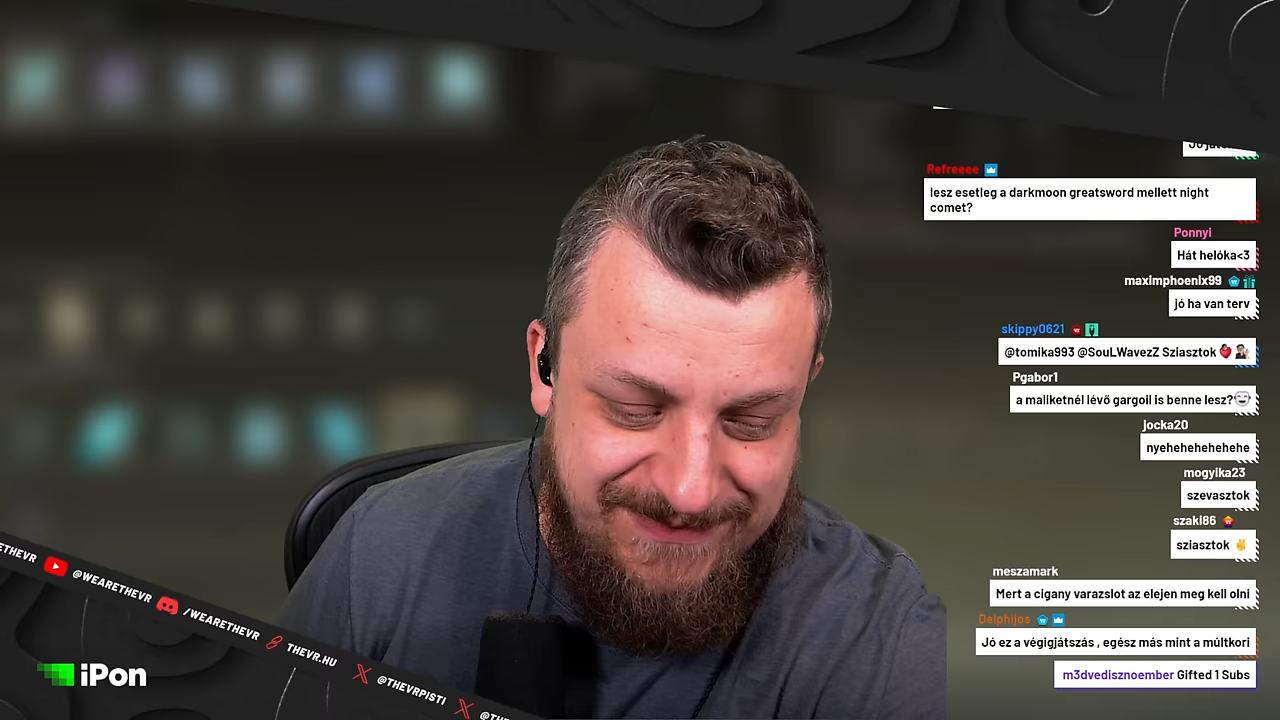 Refreeee
lesz esetleg a darkmoon greatsword mellett night
comet?
Ponnyi
Hát helóka<3
maximphoenix99
jó ha van terv
skippy0621
@tomika993 @SouLWavezZ Sziasztok
Pgabor1
a maliketnél lévő gargoil is benne lesz?
jocka20
nyehehehehehehe
mogyika23
szevasztok
szaki86
sziasztok ✌
meszamark
Mert a cigany varazslot az elejen meg kell olni
Delphijos
Jó ez a végigjátszás , egész más mint a múltkori
m3dvedisznoember Gifted 1 Subs
ETHEVR
@WEARETHEVR
/WEARETHEVR
THEVR.HU
@THEVRPISTI
@THE
iPon